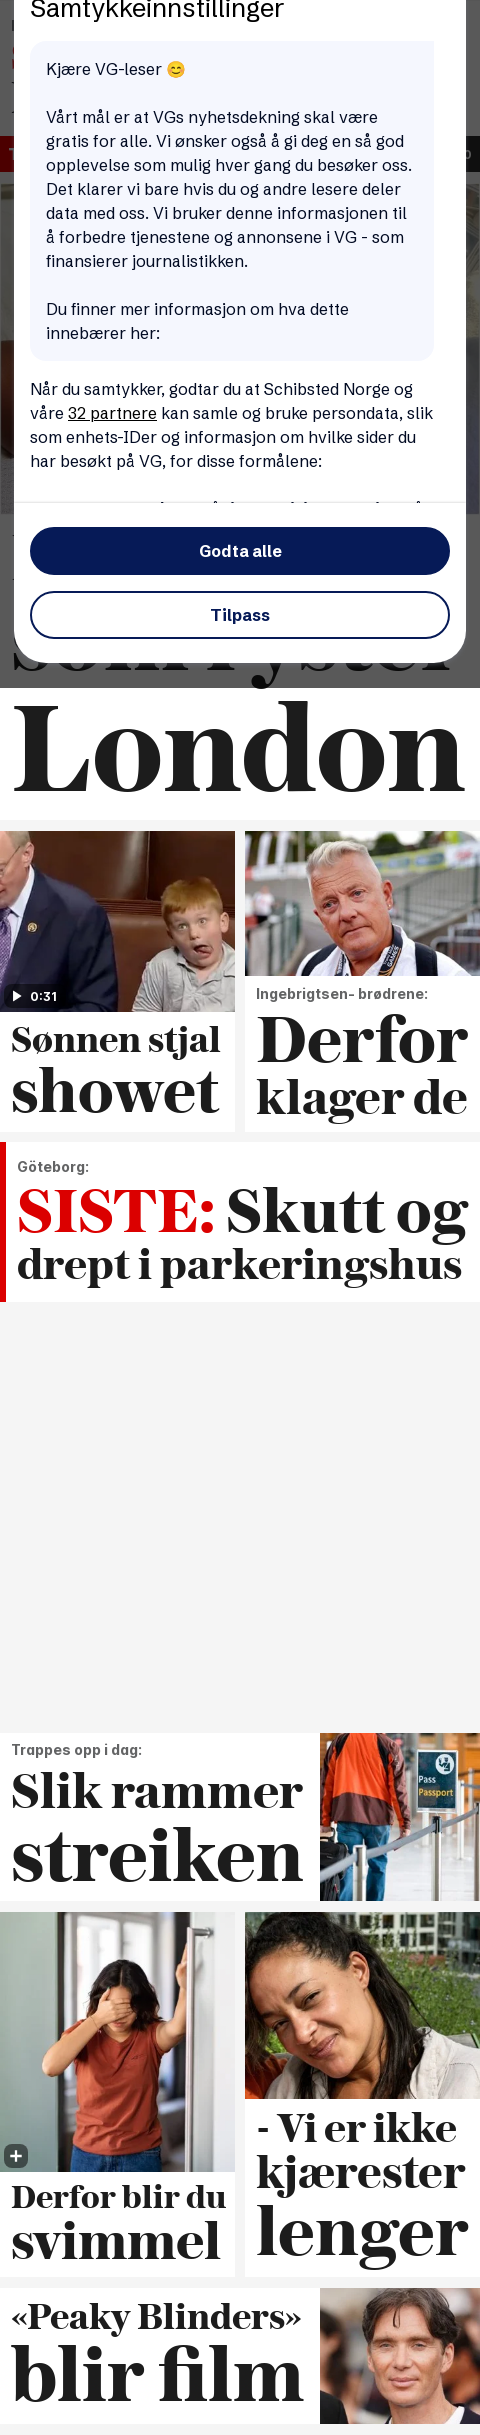 Samtykkeinnstillinger
Kjære VG-leser 😊
Vårt mål er at VGs nyhetsdekning skal være
gratis for alle. Vi ønsker også å gi deg en så god
opplevelse som mulig hver gang du besøker oss.
Det klarer vi bare hvis du og andre lesere deler
data med oss. Vi bruker denne informasjonen til
å forbedre tjenestene og annonsene i VG - som
finansierer journalistikken.
Du finner mer informasjon om hva dette
innebærer her:
Når du samtykker, godtar du at Schibsted Norge og
våre 32 partnere kan samle og bruke persondata, slik
som enhets-IDer og informasjon om hvilke sider du
har besøkt på VG, for disse formålene:
Godta alle
Tilpass
som ryster
London
0:31
Sønnen stjal
showet
Ingebrigtsen- brødrene:
Derfor
klager de
Göteborg:
SISTE: Skutt og
drept i parkeringshus
Trappes opp i dag:
Slik rammer
streiken
Pass
Passport
Derfor blir du
svimmel
- Vi er ikke
kjærester
lenger
«Peaky Blinders»
blir film